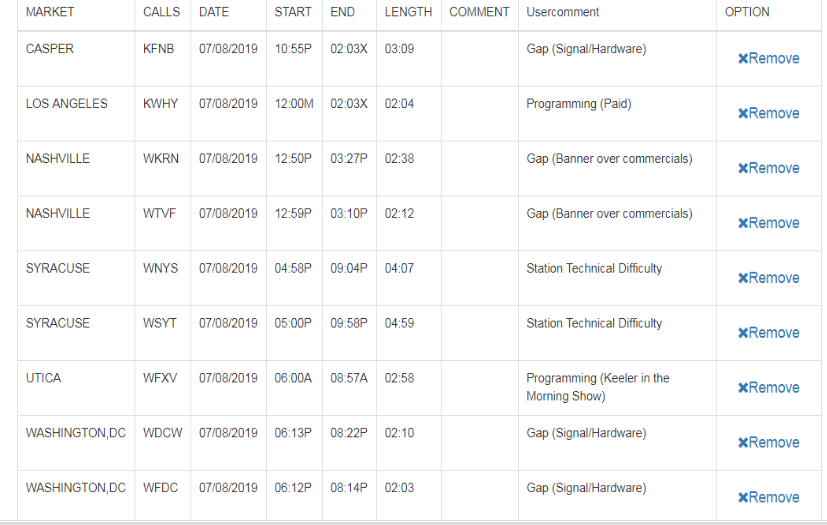 MARKET CALLS DATE START END LENGTH COMMENT Usercomment OPTION
CASPER KFNB 07/08/2019 10:55P 02:03X 03:09 Gap (Signal/Hardware) ✖Remove
LOS ANGELES KWHY 07/08/2019 12:00M 02:03X 02:04 Programming (Paid) ✖Remove
NASHVILLE WKRN 07/08/2019 12:50P 03:27P 02:38 Gap (Banner over commercials) ✖Remove
NASHVILLE WTVF 07/08/2019 12:59P 03:10P 02:12 Gap (Banner over commercials) ✖Remove
SYRACUSE WNYS 07/08/2019 04:58P 09:04P 04:07 Station Technical Difficulty ✖Remove
SYRACUSE WSYT 07/08/2019 05:00P 09:58P 04:59 Station Technical Difficulty ✖Remove
UTICA WFXV 07/08/2019 06:00A 08:57A 02:58 Programming (Keeler in the
Morning Show) ✖Remove
WASHINGTON,DC WDCW 07/08/2019 06:13P 08:22P 02:10 Gap (Signal/Hardware) ✖Remove
WASHINGTON,DC WFDC 07/08/2019 06:12P 08:14P 02:03 Gap (Signal/Hardware) ✖Remove